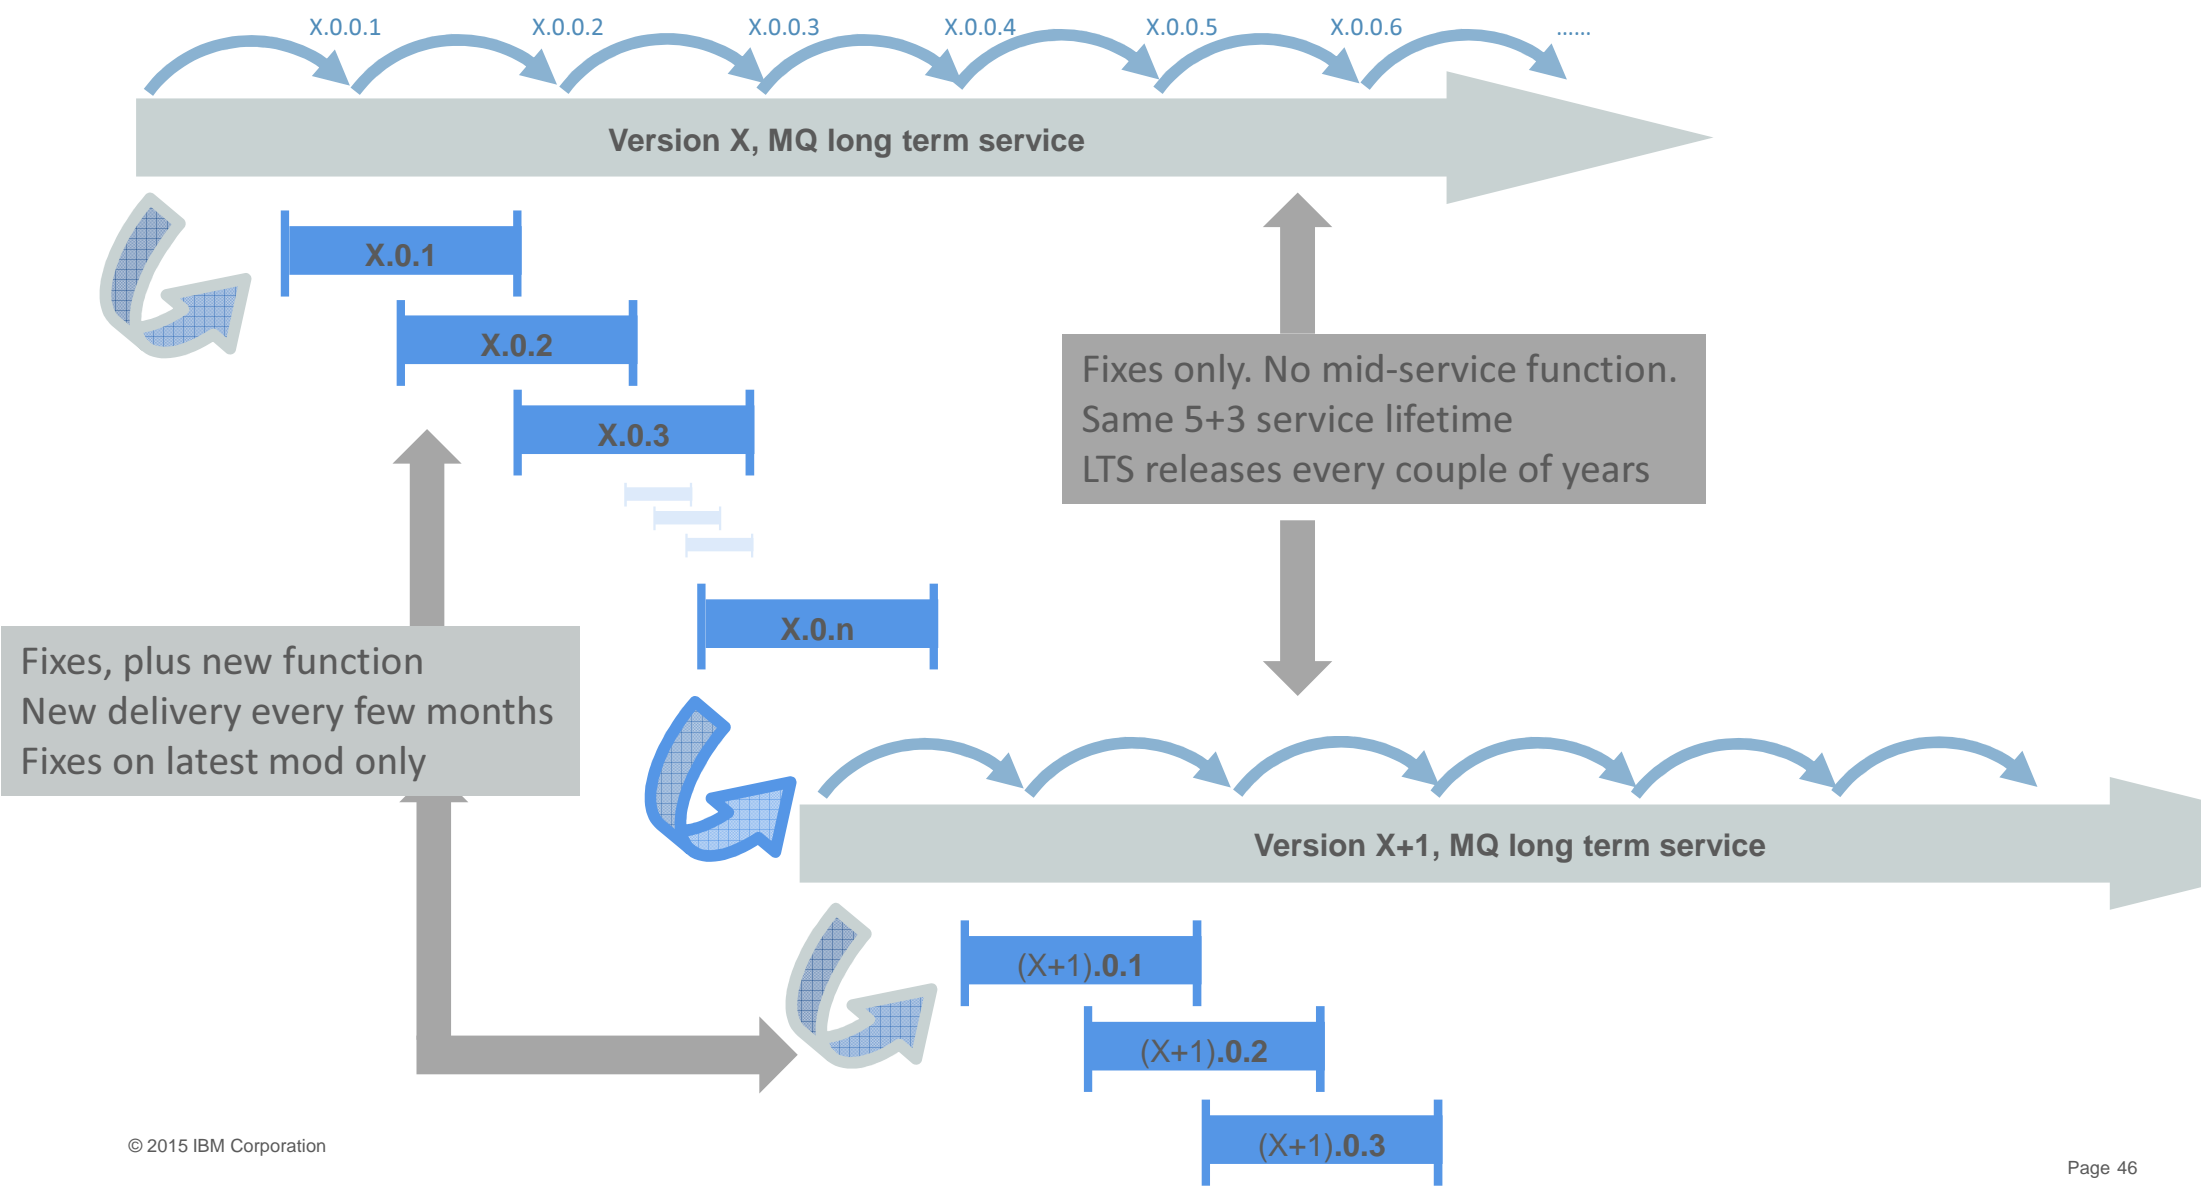 X.0.0.1 X.0.0.2 X.0.0.3 X.0.0.4 X.0.0.5 X.0.0.6 ......
Version X, MQ long term service
X.0.1
X.0.2
X.0.3
Fixes only. No mid-service function.
Same 5+3 service lifetime
LTS releases every couple of years
X.0.n
Fixes, plus new function
New delivery every few months
Fixes on latest mod only
Version X+1, MQ long term service
(X+1).0.1
(X+1).0.2
(X+1).0.3
© 2015 IBM Corporation
Page 46